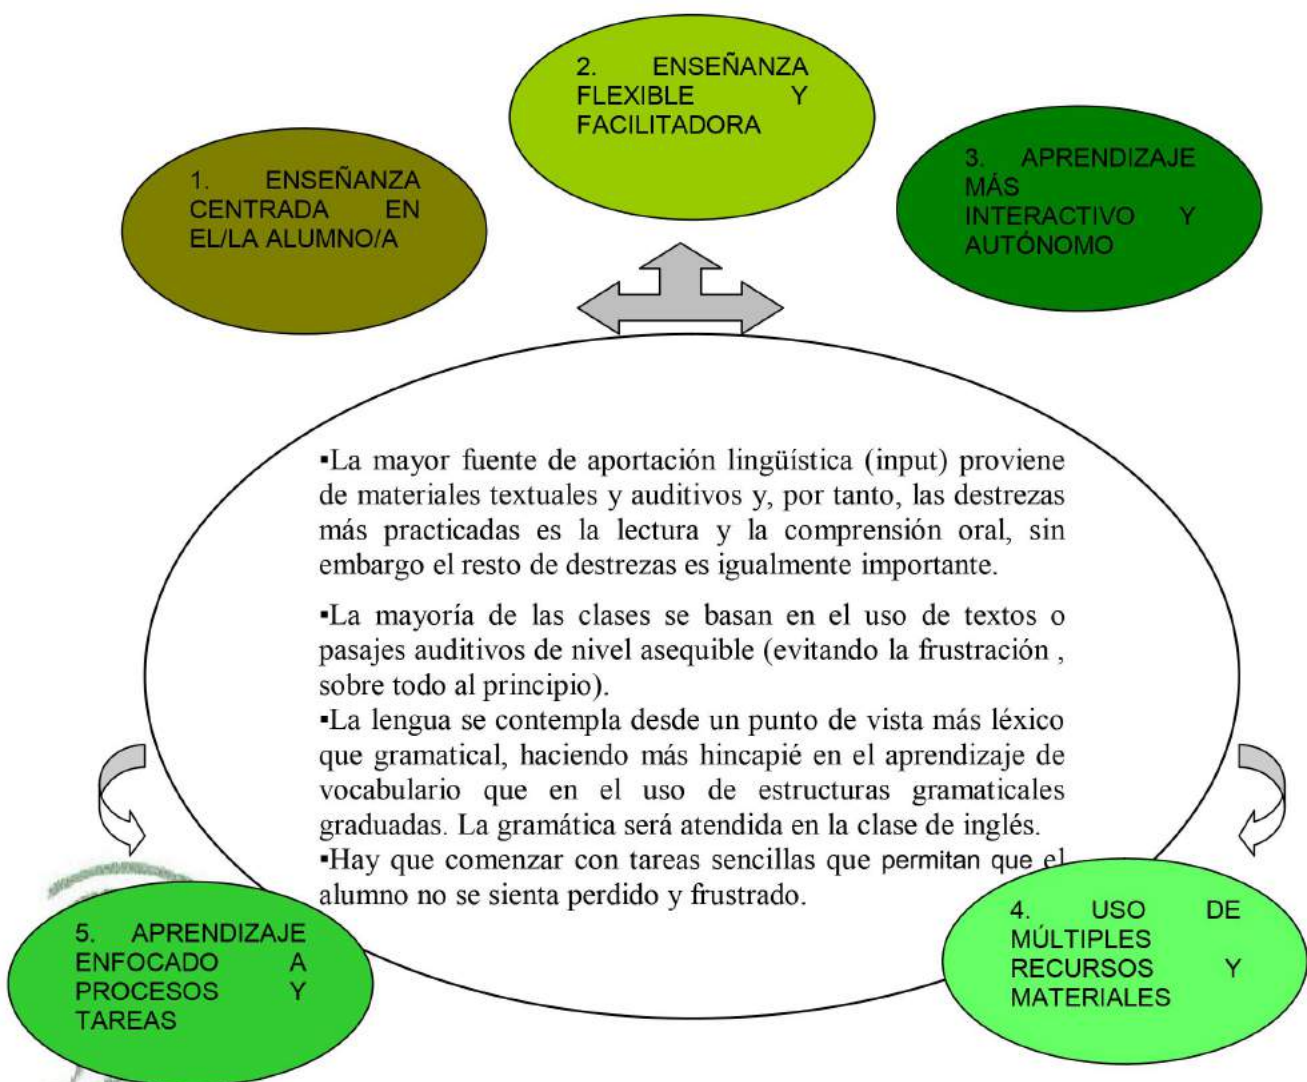 2. ENSEÑANZA
FLEXIBLE Y
FACILITADORA
1. ENSEÑANZA
CENTRADA EN
EL/LA ALUMNO/A
3. APRENDIZAJE
MÁS
INTERACTIVO Y
AUTÓNOMO
▪La mayor fuente de aportación lingüística (input) proviene
de materiales textuales y auditivos y, por tanto, las destrezas
más practicadas es la lectura y la comprensión oral, sin
embargo el resto de destrezas es igualmente importante.
▪La mayoría de las clases se basan en el uso de textos o
pasajes auditivos de nivel asequible (evitando la frustración ,
sobre todo al principio).
▪La lengua se contempla desde un punto de vista más léxico
que gramatical, haciendo más hincapié en el aprendizaje de
vocabulario que en el uso de estructuras gramaticales
graduadas. La gramática será atendida en la clase de inglés.
▪Hay que comenzar con tareas sencillas que permitan que el
alumno no se sienta perdido y frustrado.
5. APRENDIZAJE
ENFOCADO A
PROCESOS Y
TAREAS
4. USO DE
MÚLTIPLES
RECURSOS Y
MATERIALES